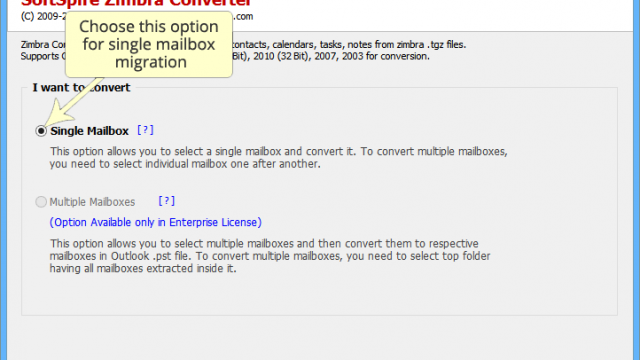 SoftSpire Zimbra Converter
(C) 2009-2 .com
Choose this option
for single mailbox
migration
Zimbra Con contacts, calendars, tasks, notes from zimbra .tgz files.
Supports Bit), 2010 (32 Bit), 2007, 2003 for conversion.
I want to convert
Single Mailbox [?]
This option allows you to select a single mailbox and convert it. To convert multiple mailboxes,
you need to select individual mailbox one after another.
Multiple Mailboxes [?]
(Option Available only in Enterprise License)
This option allows you to select multiple mailboxes and then convert them to respective
mailboxes in Outlook .pst file. To convert multiple mailboxes, you need to select top folder
having all mailboxes extracted inside it.